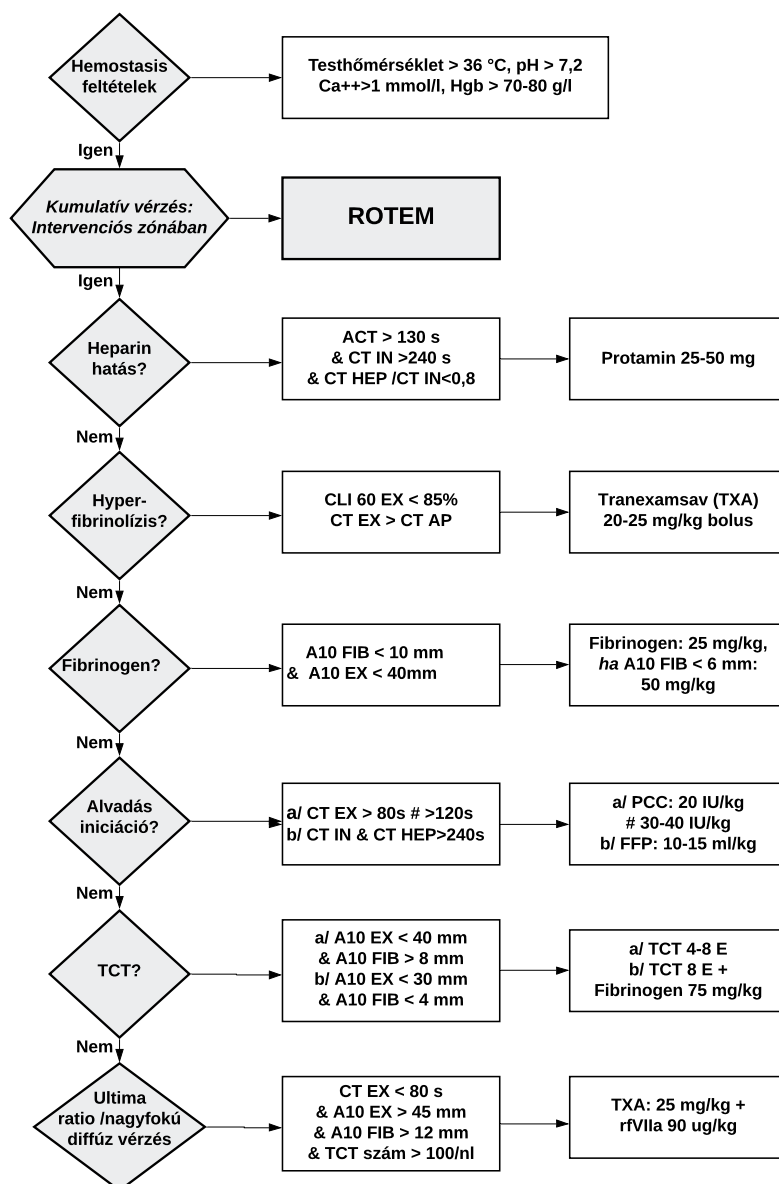 Hemostasis
feltételek
Testhőmérséklet > 36 °C, pH > 7,2
Ca++>1 mmol/l, Hgb > 70-80 g/l
Igen
Kumulatív vérzés:
Intervenciós zónában
ROTEM
Igen
Heparin
hatás?
ACT > 130 s
& CT IN >240 s
& CT HEP /CT IN<0,8
Protamin 25-50 mg
Nem
Hyper-
fibrinolízis?
CLI 60 EX < 85%
CT EX > CT AP
Tranexamsav (TXA)
20-25 mg/kg bolus
Nem
Fibrinogen?
A10 FIB < 10 mm
& A10 EX < 40mm
Fibrinogen: 25 mg/kg,
ha A10 FIB < 6 mm:
50 mg/kg
Nem
Alvadás
iniciáció?
a/ CT EX > 80s # >120s
b/ CT IN & CT HEP>240s
a/ PCC: 20 IU/kg
# 30-40 IU/kg
b/ FFP: 10-15 ml/kg
Nem
TCT?
a/ A10 EX < 40 mm
& A10 FIB > 8 mm
b/ A10 EX < 30 mm
& A10 FIB < 4 mm
a/ TCT 4-8 E
b/ TCT 8 E +
Fibrinogen 75 mg/kg
Nem
Ultima
ratio /nagyfokú
diffúz vérzés
CT EX < 80 s
& A10 EX > 45 mm
& A10 FIB > 12 mm
& TCT szám > 100/nl
TXA: 25 mg/kg +
rfVIIa 90 ug/kg